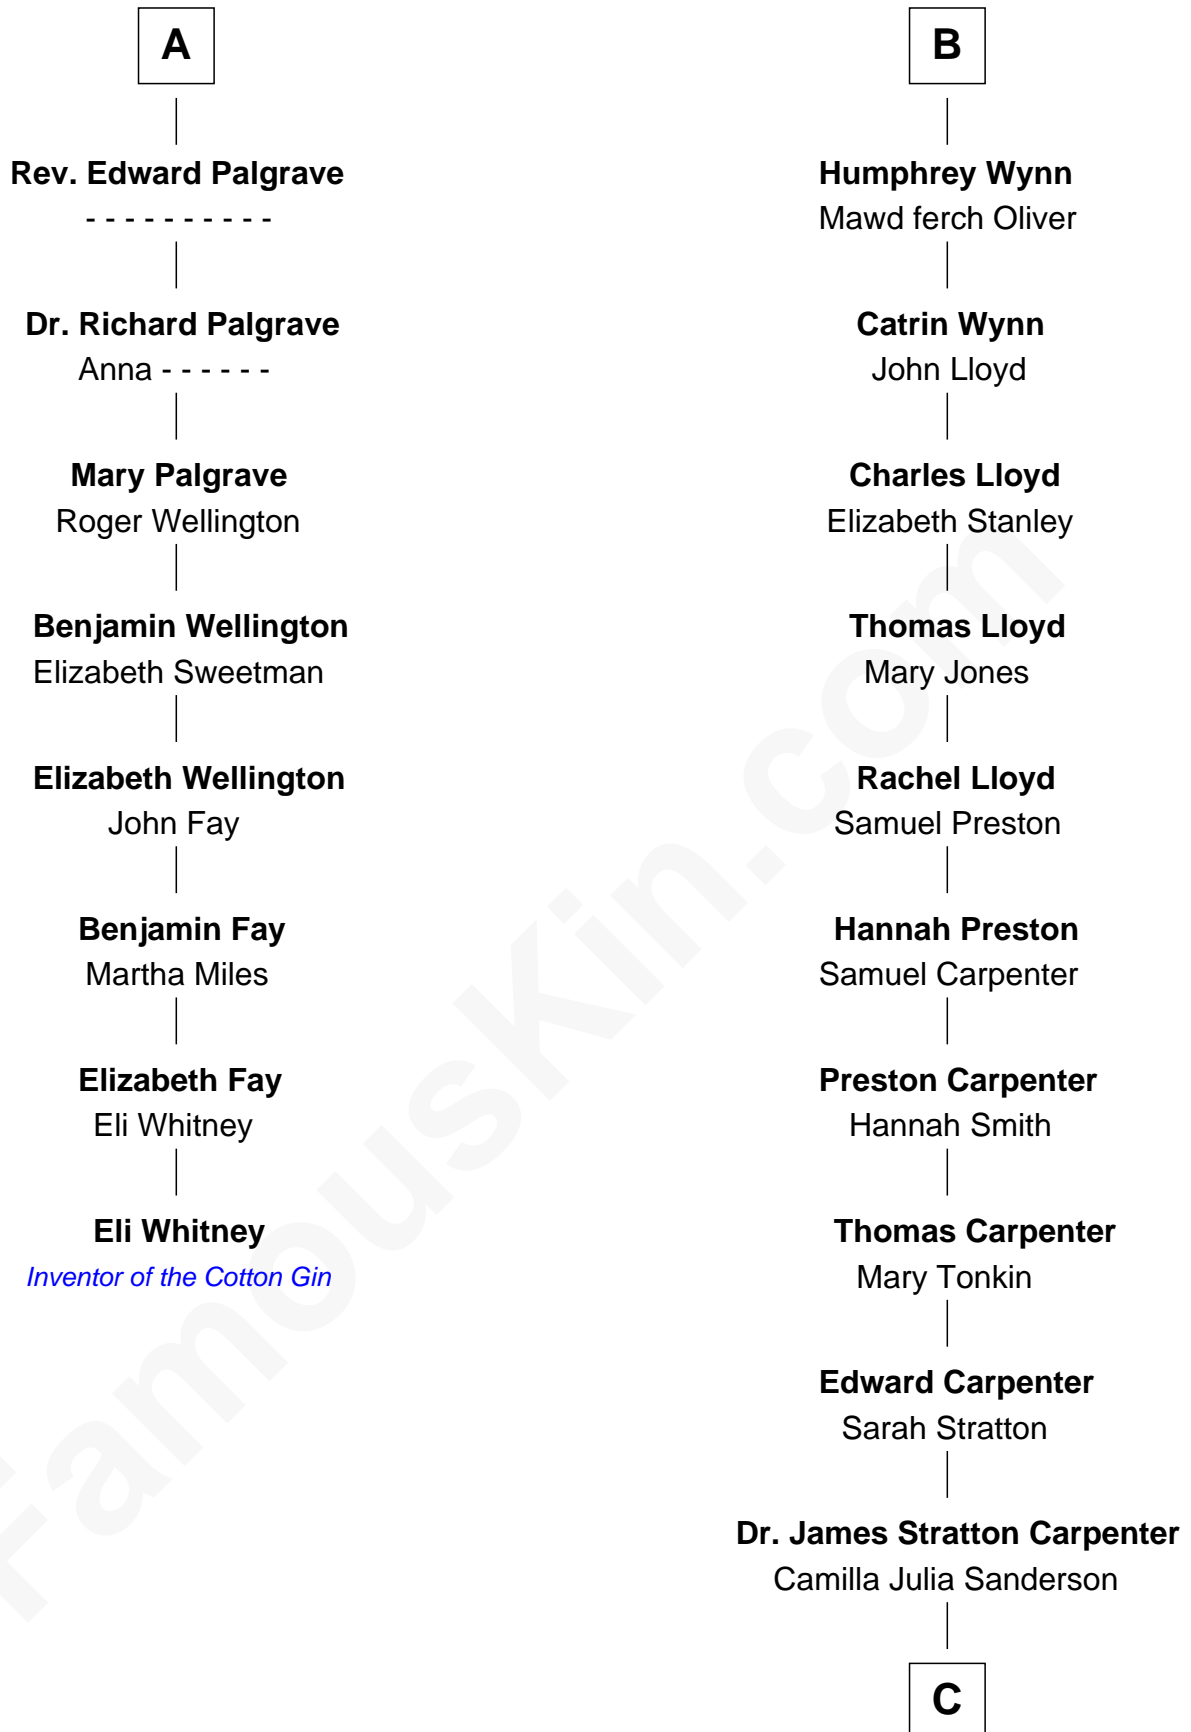 A
Rev. Edward Palgrave
- - - - - - - - - -
Dr. Richard Palgrave
Anna - - - - - -
Mary Palgrave
Roger Wellington
Benjamin Wellington
Elizabeth Sweetman
Elizabeth Wellington
John Fay
Benjamin Fay
Martha Miles
Elizabeth Fay
Eli Whitney
Eli Whitney
Inventor of the Cotton Gin
B
Humphrey Wynn
Mawd ferch Oliver
Catrin Wynn
John Lloyd
Charles Lloyd
Elizabeth Stanley
Thomas Lloyd
Mary Jones
Rachel Lloyd
Samuel Preston
Hannah Preston
Samuel Carpenter
Preston Carpenter
Hannah Smith
Thomas Carpenter
Mary Tonkin
Edward Carpenter
Sarah Stratton
Dr. James Stratton Carpenter
Camilla Julia Sanderson
C
FamousKin.com